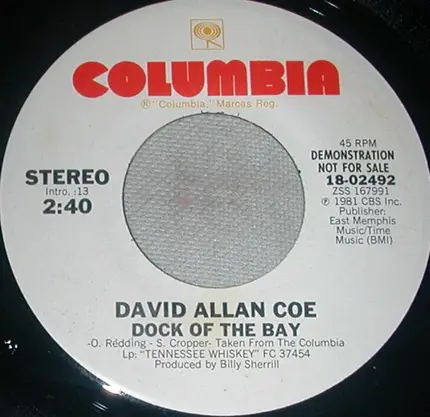 COLUMBIA
® "Columbia," Marcas Reg.
STEREO
Intro. :13
2:40
45 RPM
DEMONSTRATION
NOT FOR SALE
18-02492
ZSS 167991
℗ 1981 CBS Inc.
Publisher:
East Memphis
Music/Time
Music (BMI)
DAVID ALLAN COE
DOCK OF THE BAY
-O. Redding - S. Cropper- Taken From The Columbia
Lp: "TENNESSEE WHISKEY" FC 37454
Produced by Billy Sherrill